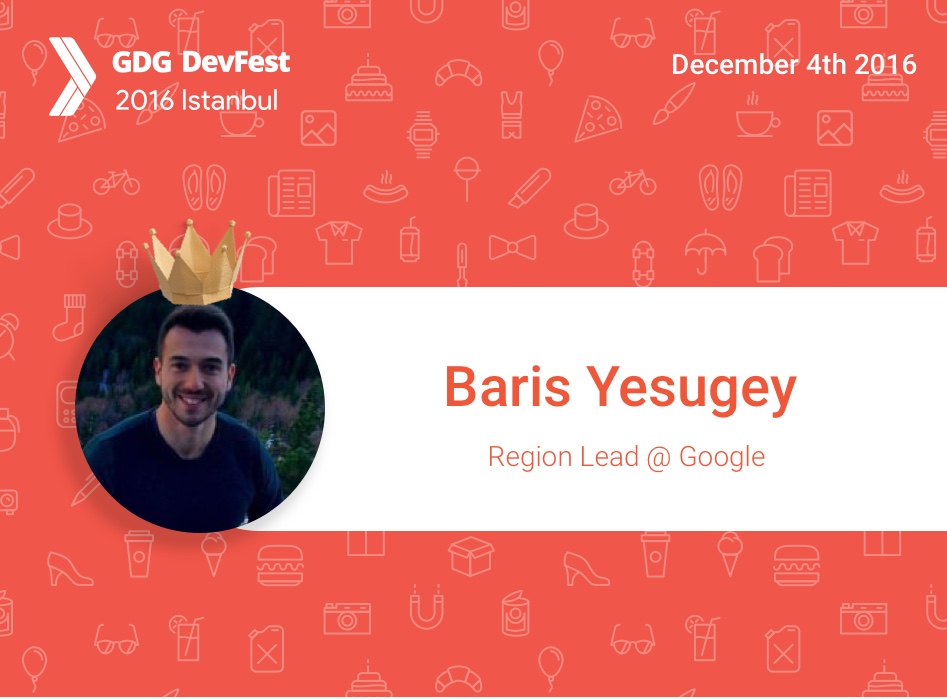 GDG DevFest
2016 Istanbul
December 4th 2016
Baris Yesugey
Region Lead @ Google